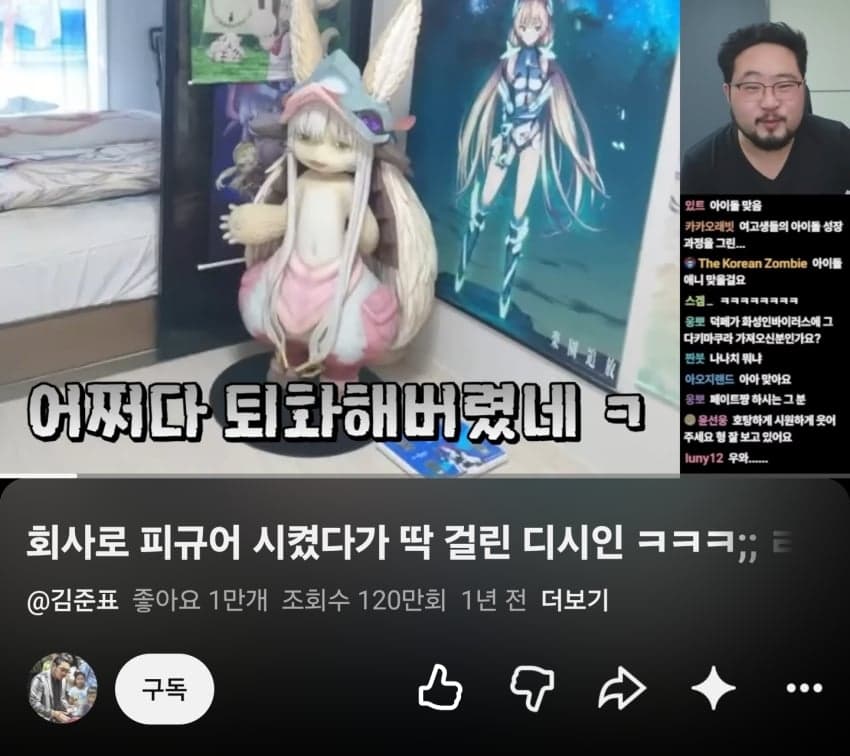 어쩌다 퇴화해버렸네 ㅋ
楽園追放
있트 아이돌 맞음
카카오래빗 여고생들의 아이돌 성장
과정을 그린...
The Korean Zombie 아이돌
애니 맞을걸요
스겜_ ㅋㅋㅋㅋㅋㅋㅋㅋ
웅뽀 덕페가 화성인바이러스에 그
다키마쿠라 가져오신분인가요?
짠붓 나나치 뭐냐
아오지랜드 아아 맞아요
웅뽀 페이트짱 하시는 그 분
윤선웅 호탕하게 시원하게 웃어
주세요 형 잘 보고 있어요
luny12 우와......
회사로 피규어 시켰다가 딱 걸린 디시인 ㅋㅋㅋ;;
@김준표 좋아요 1만개 조회수 120만회 1년 전 더보기
구독